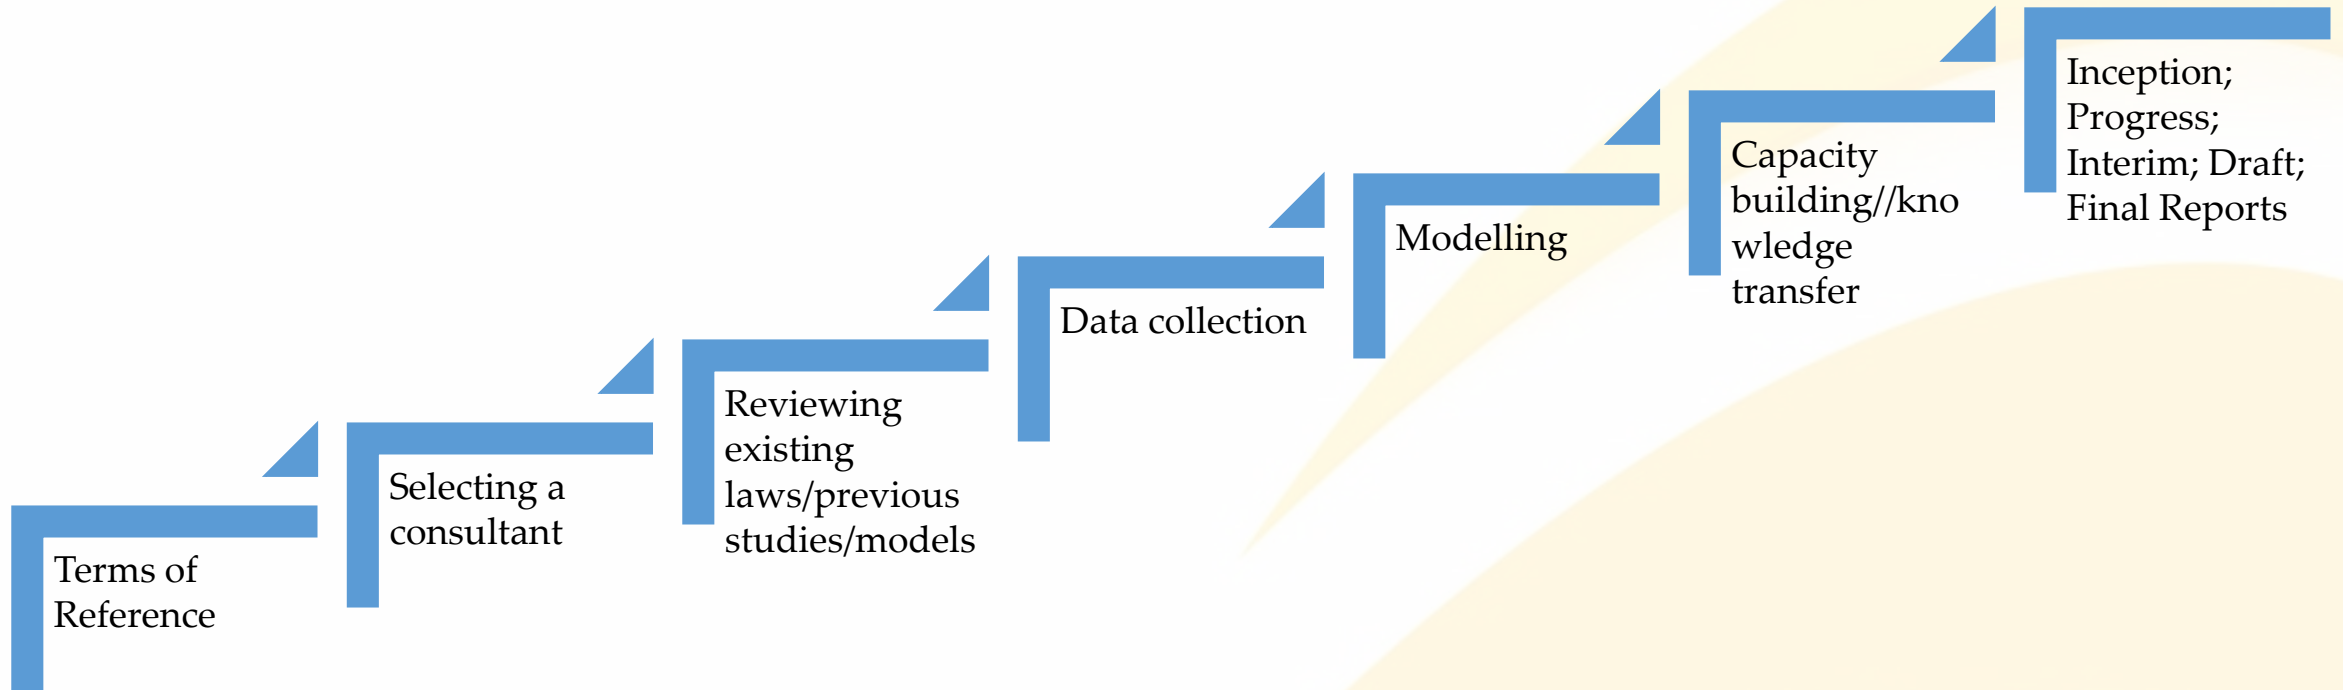 Terms of
Reference
Selecting a
consultant
Reviewing
existing
laws/previous
studies/models
Data collection
Modelling
Capacity
building//kno
wledge
transfer
Inception;
Progress;
Interim; Draft;
Final Reports